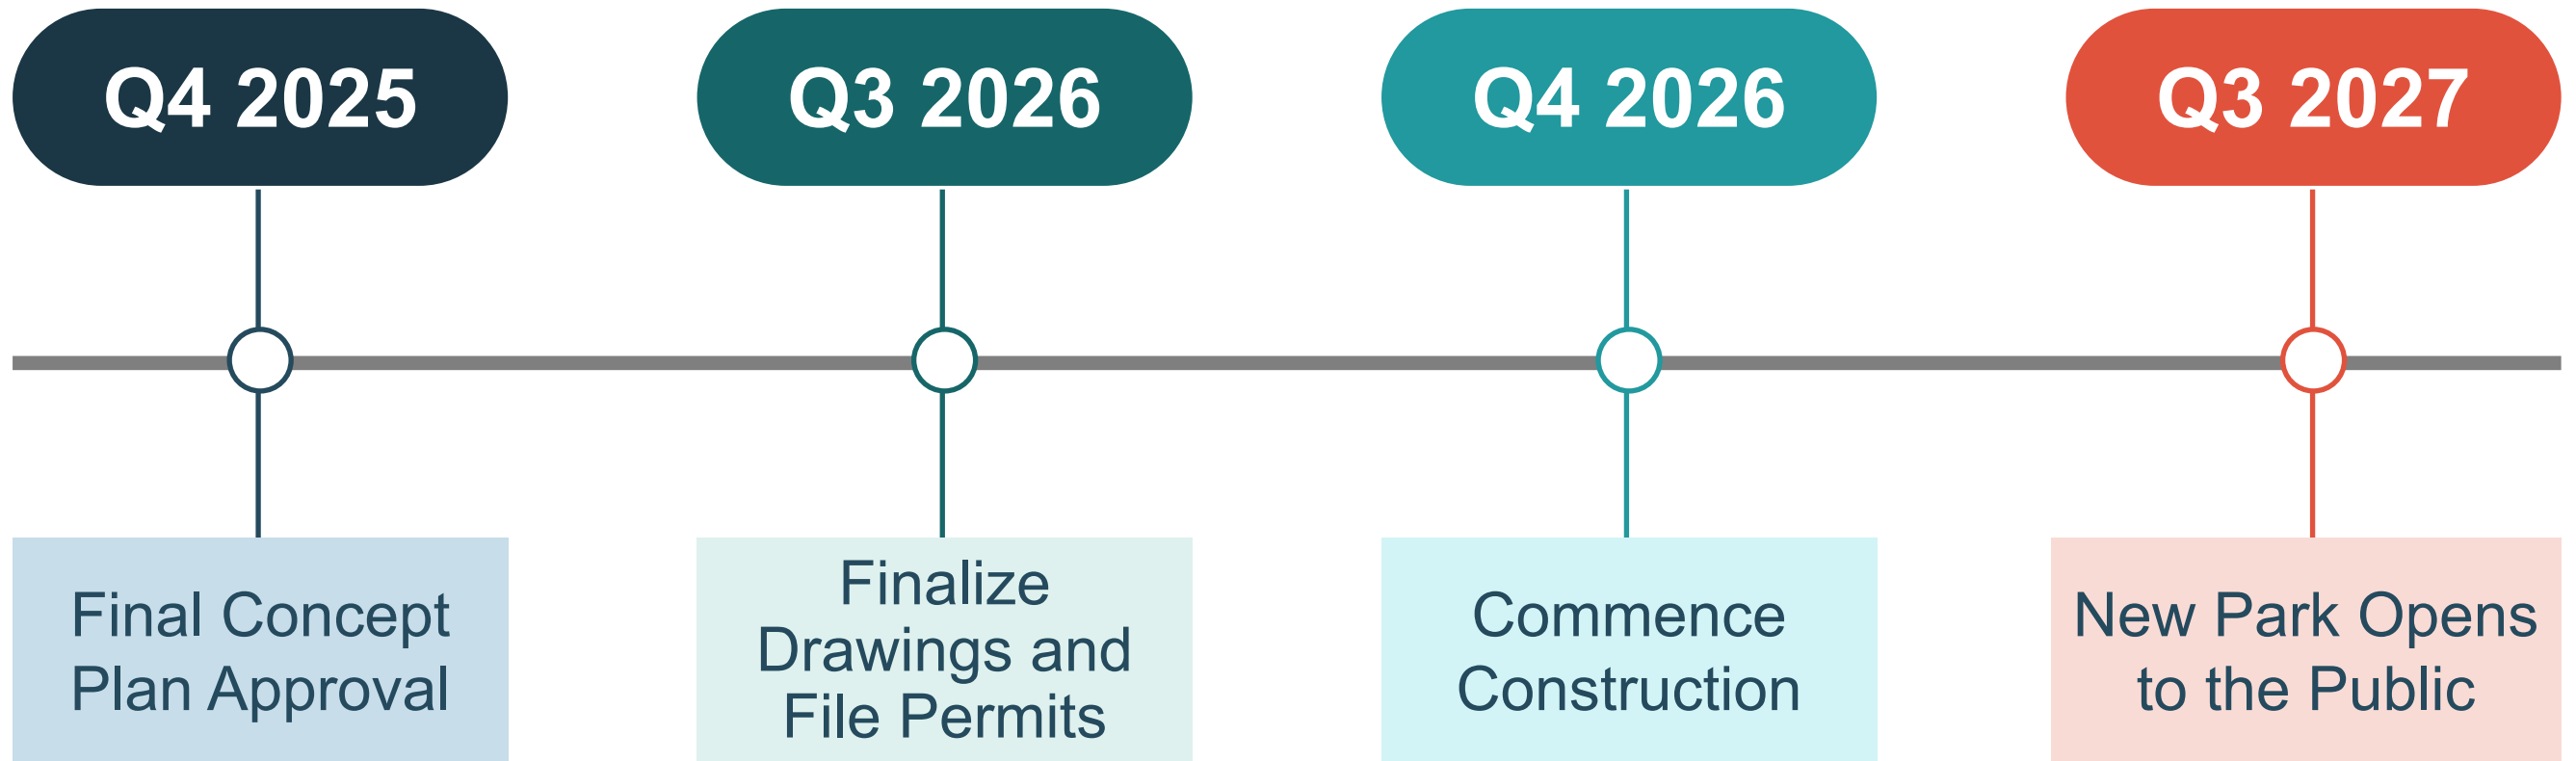 Q4 2025
Q3 2026
Q4 2026
Q3 2027
Final Concept
Plan Approval
Finalize
Drawings and
File Permits
Commence
Construction
New Park Opens
to the Public